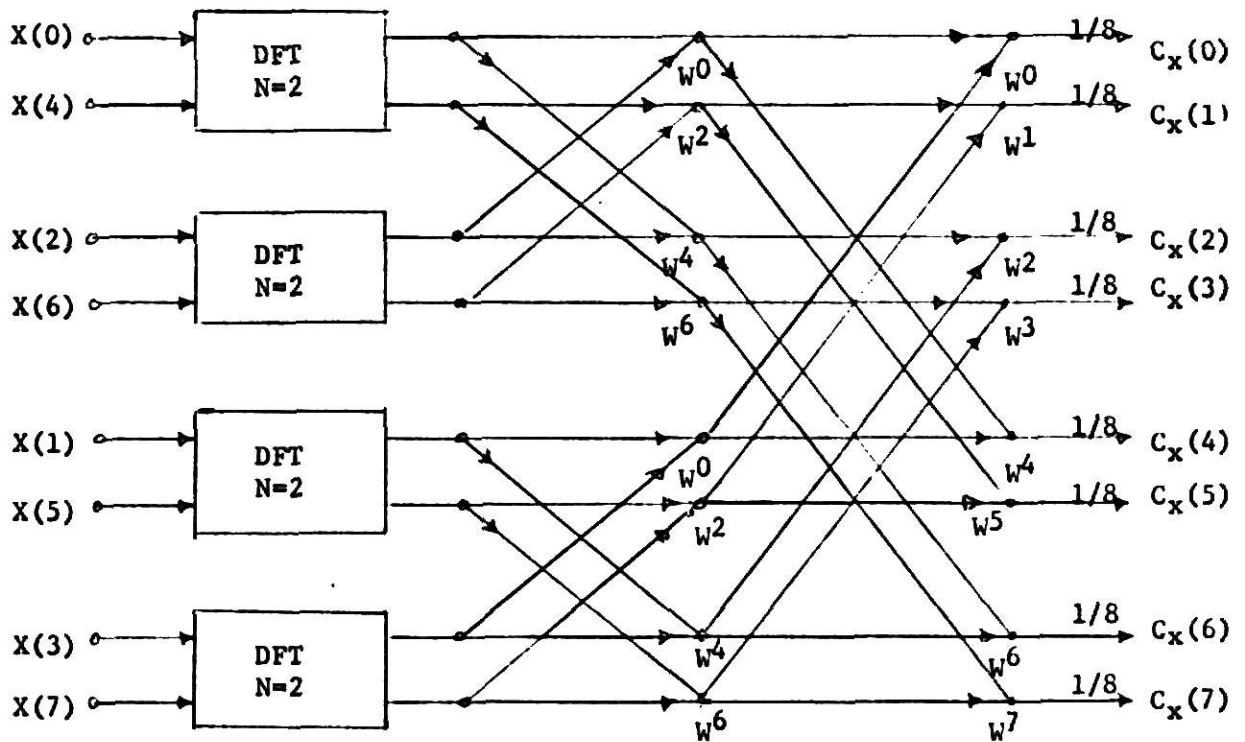 X(0) DFT N=2 W⁰ W⁰ 1/8 Cₓ(0)
X(4) W² W¹ 1/8 Cₓ(1)
X(2) DFT N=2 W⁴ W² 1/8 Cₓ(2)
X(6) W⁶ W³ 1/8 Cₓ(3)
X(1) DFT N=2 W⁰ W⁴ 1/8 Cₓ(4)
X(5) W² W⁵ 1/8 Cₓ(5)
X(3) DFT N=2 W⁴ W⁶ 1/8 Cₓ(6)
X(7) W⁶ W⁷ 1/8 Cₓ(7)